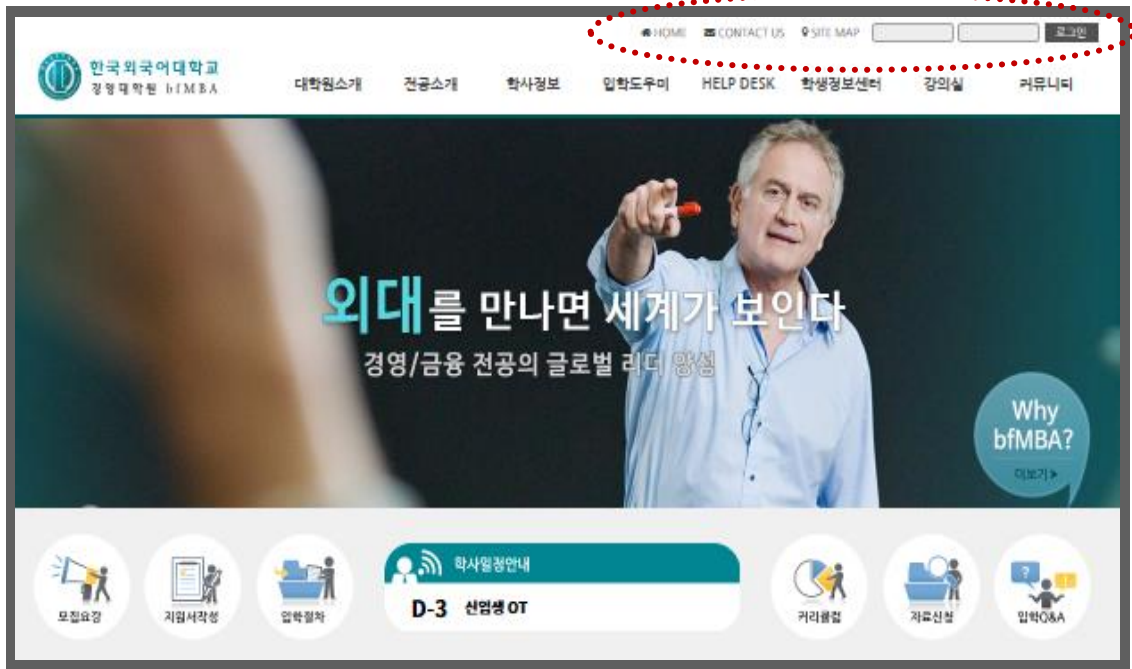 HOME CONTACT US SITE MAP 로그인
한국외국어대학교
경영대학원 bfMBA
대학원소개 전공소개 학사정보 입학도우미 HELP DESK 학생정보센터 강의실 커뮤니티
외대를 만나면 세계가 보인다
경영/금융 전공의 글로벌 리더 양성
Why
bfMBA?
더보기
학사일정안내
D-3 신입생 OT
모집요강 지원서작성 입학절차 커리큘럼 자료신청 입학Q&A